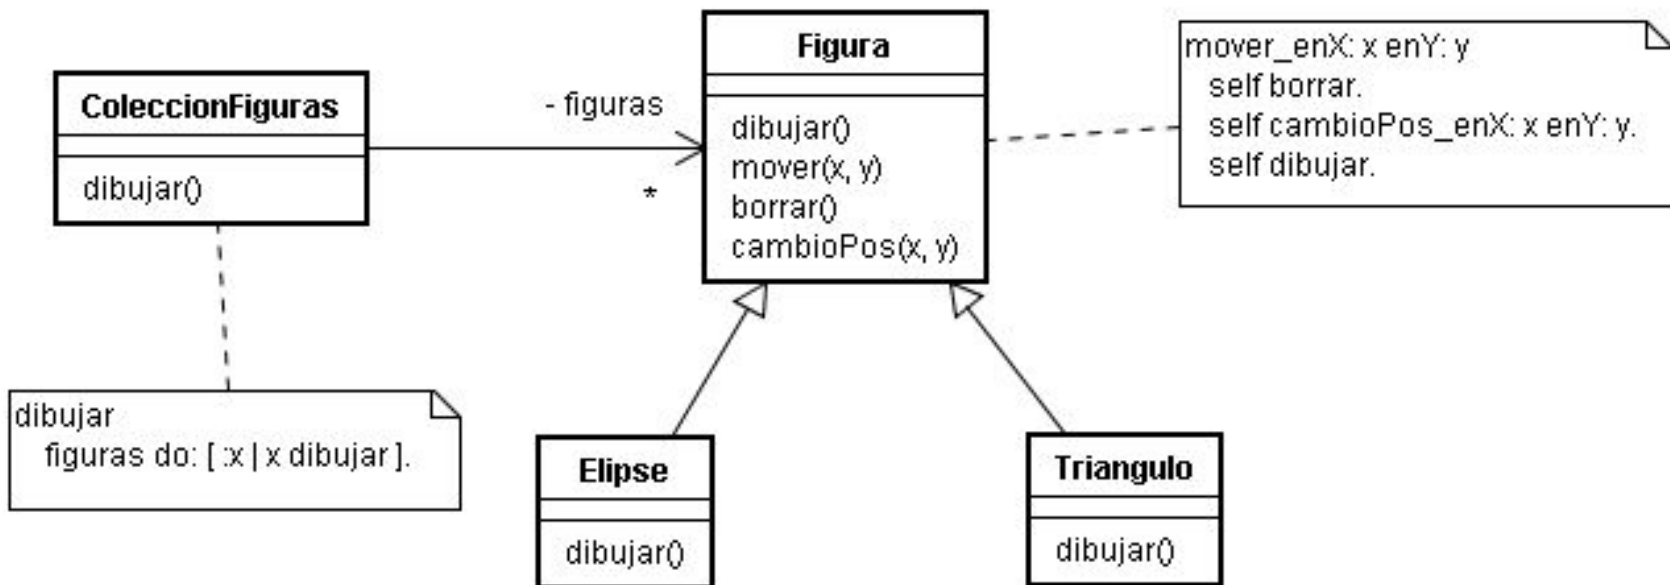 ColeccionFiguras
dibujar()
- figuras
*
Figura
dibujar()
mover(x, y)
borrar()
cambioPos(x, y)
mover_enX: x enY: y
self borrar.
self cambioPos_enX: x enY: y.
self dibujar.
dibujar
figuras do: [ :x | x dibujar ].
Elipse
dibujar()
Triangulo
dibujar()